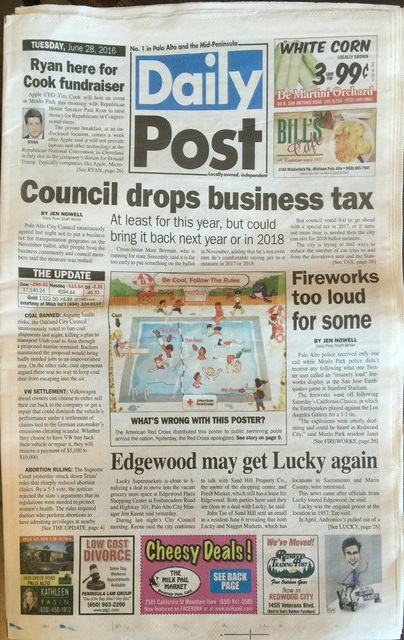 TUESDAY, June 28, 2016
No. 1 in Palo Alto and the Mid-Peninsula
Daily
Post
Locally owned, independent
WHITE CORN
LOCALLY GROWN
3 99¢
De Martini Orchard
BILL'S
Cafe
Ryan here for
Cook fundraiser
Apple CEO Tim Cook will host an event
in Menlo Park this morning with Republican
House Speaker Paul Ryan to raise
money for Republicans in Congressional
races.
The private breakfast, at an undisclosed
location, comes a week
after Apple said it will not provide
laptops and other technology at the
Republican National Convention in Cleveland
in July due to the company's distaste for Donald
Trump. Typically companies like Apple, Micro-
[See RYAN, page 26]
RYAN
Council drops business tax
BY JEN NOWELL
Daily Post Staff Writer
Palo Alto City Council unanimously
agreed last night not to put a business
tax for transportation programs on the
November ballot, after people from the
business community and council members
said the measure was rushed.
At least for this year, but could
bring it back next year or in 2018
Councilman Marc Berman, who is
running for state Assembly, said it is far
too early to put something on the ballot
in November, adding that he's not even
sure he's comfortable saying yet to a
measure in 2017 or 2018.
But council voted 8-0 to go ahead
with a special tax in 2017, or if turns
out more time is needed then the city
can aim for 2018 ballot measure.
The city is trying to find ways to
reduce the number of car trips to and
from the downtown area and the Stan-
[See TAX, page 26]
THE UPDATE
COAL BANNED: Arguing health
risks, the Oakland City Council
unanimously voted to ban coal
shipments last night, killing a plan to
transport Utah coal to Asia through
a proposed marine terminal. Backers
maintained the proposal would bring
badly needed jobs to an impoverished
area. On the other side, coal opponents
argued there was no way to keep coal
dust from escaping into the air.
VW SETTLEMENT: Volkswagen
diesel owners can choose to either sell
their car back to the company or get a
repair that could diminish the vehicle's
performance under a settlement of
claims tied to the German automaker's
emissions-cheating scandal. Whether
they choose to have VW buy back
their vehicle or repair it, they will
receive a payment of $5,100 to
$10,000.
ABORTION RULING: The Supreme
Court yesterday struck down Texas'
rules that sharply reduced abortion
clinics. By a 5-3 vote, the justices
rejected the state's arguments that its
regulations were needed to protect
women's health. The rules required
doctors who perform abortions to
have admitting privileges at nearby
[See THE UPDATE, page 4]
Be Cool, Follow The Rules
American Red Cross
WHAT'S WRONG WITH THIS POSTER?
The American Red Cross distributed this poster to public swimming pools
across the nation. Yesterday, the Red Cross apologized. See story on page 9.
Fireworks
too loud
for some
BY JEN NOWELL
Daily Post Staff Writer
Palo Alto police received only one
call while Menlo Park police didn't
receive any following what one Twitter
user called an "insanely loud" fireworks
display at the San Jose Earthquakes
game at Stanford Stadium.
The fireworks went off following
Saturday's California Classico, in which
the Earthquakes played against the Los
Angeles Galaxy for a 1-1 tie.
"The explosions were utterly deafening
and could be heard in Redwood
City," said Menlo Park resident Janet
[See FIREWORKS, page 26]
Edgewood may get Lucky again
Lucky Supermarkets is close to finalizing
a deal to move into the vacant
grocery store spot at Edgewood Plaza
Shopping Center at Embarcadero Road
and Highway 101, Palo Alto City Manager
Jim Keene said yesterday.
During last night's City Council
meeting, Keene said the city continues
to talk with Sand Hill Property Co.,
the owner of the shopping center, and
Fresh Market, which still has a lease for
Edgewood. Both parties have said they
are close to a deal with Lucky, he said.
John Tze of Sand Hill sent an email
to a resident June 6 revealing that both
Lucky and Nugget Markets, which has
locations in Sacramento and Marin
County, were interested.
This news came after officials from
Lucky toured Edgewood, he said.
Lucky was the original grocer at the
location in 1957, Tze said.
In April, Andronico's pulled out of a
[See LUCKY, page 26]
PALO ALTO
KATHLEEN
PASIN
LOW COST
DIVORCE
PENINSULA LAW GROUP
(650) 903-2200
Cheesy Deals!
THE
MILK PAIL
MARKET
SEE BACK
PAGE
2585 California St Mountain View (650) 941-2505
We've Moved!
Now in
REDWOOD CITY
1455 Veterans Blvd.